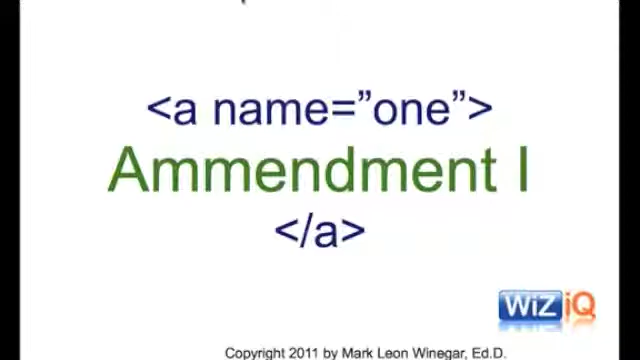 <a name=”one”>
Ammendment I
</a>
WiZiQ
Copyright 2011 by Mark Leon Winegar, Ed.D.